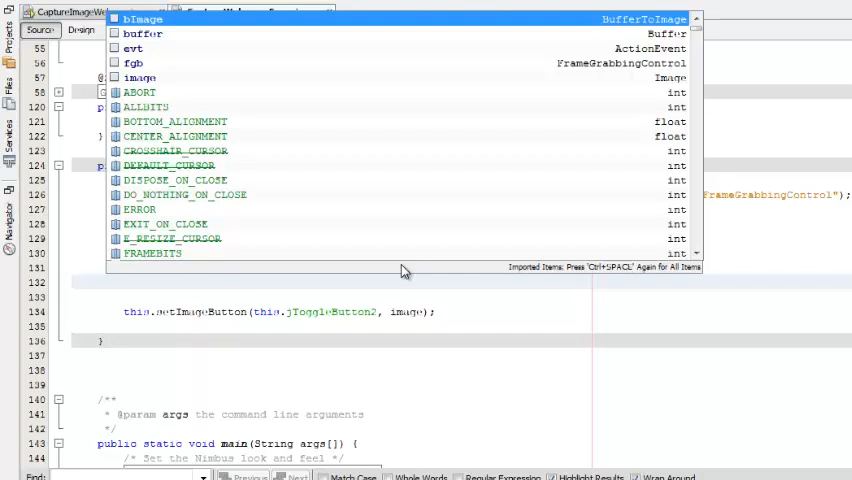 CaptureImageWeb
Source
Design
bImage BufferToImage
buffer Buffer
evt ActionEvent
fgb FrameGrabbingControl
image Image
ABORT int
ALLBITS int
BOTTOM_ALIGNMENT float
CENTER_ALIGNMENT float
CROSSHAIR_CURSOR int
DEFAULT_CURSOR int
DISPOSE_ON_CLOSE int
DO_NOTHING_ON_CLOSE int
ERROR int
EXIT_ON_CLOSE int
E_RESIZE_CURSOR int
FRAMEBITS int
Imported Items: Press 'Ctrl+SPACE' Again for All Items
Projects
Files
Services
Navigator
55
56
57 @
58
120 p
121
122 }
123
124 p
125
126 FrameGrabbingControl");
127
128
129
130
131
132
133
134 this.setImageButton(this.jToggleButton2, image);
135
136 }
137
138
139
140 /**
141 * @param args the command line arguments
142 */
143 public static void main(String args[]) {
144 /* Set the Nimbus look and feel */
Find:
Previous
Next
Match Case
Whole Words
Regular Expression
Highlight Results
Wrap Around